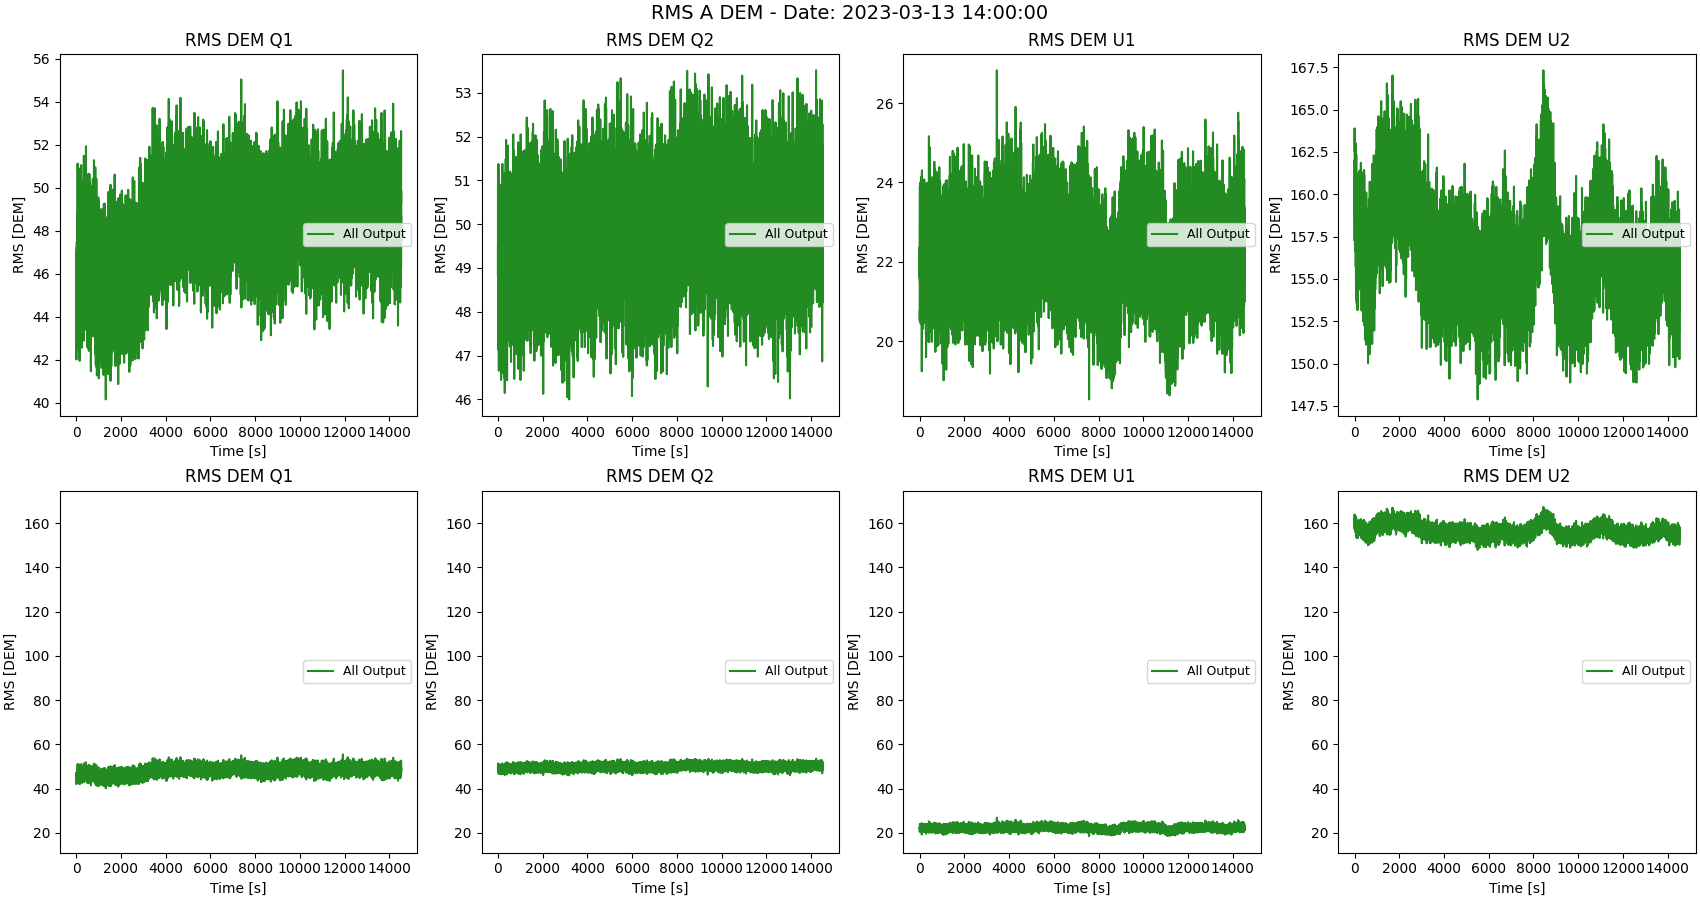 RMS A DEM - Date: 2023-03-13 14:00:00
RMS DEM Q1
RMS [DEM]
56
54
52
50
48
46
44
42
40
All Output
0 2000 4000 6000 8000 10000 12000 14000
Time [s]
RMS DEM Q2
RMS [DEM]
53
52
51
50
49
48
47
46
All Output
0 2000 4000 6000 8000 10000 12000 14000
Time [s]
RMS DEM U1
RMS [DEM]
26
24
22
20
All Output
0 2000 4000 6000 8000 10000 12000 14000
Time [s]
RMS DEM U2
RMS [DEM]
167.5
165.0
162.5
160.0
157.5
155.0
152.5
150.0
147.5
All Output
0 2000 4000 6000 8000 10000 12000 14000
Time [s]
RMS DEM Q1
RMS [DEM]
160
140
120
100
80
60
40
20
All Output
0 2000 4000 6000 8000 10000 12000 14000
Time [s]
RMS DEM Q2
RMS [DEM]
160
140
120
100
80
60
40
20
All Output
0 2000 4000 6000 8000 10000 12000 14000
Time [s]
RMS DEM U1
RMS [DEM]
160
140
120
100
80
60
40
20
All Output
0 2000 4000 6000 8000 10000 12000 14000
Time [s]
RMS DEM U2
RMS [DEM]
160
140
120
100
80
60
40
20
All Output
0 2000 4000 6000 8000 10000 12000 14000
Time [s]